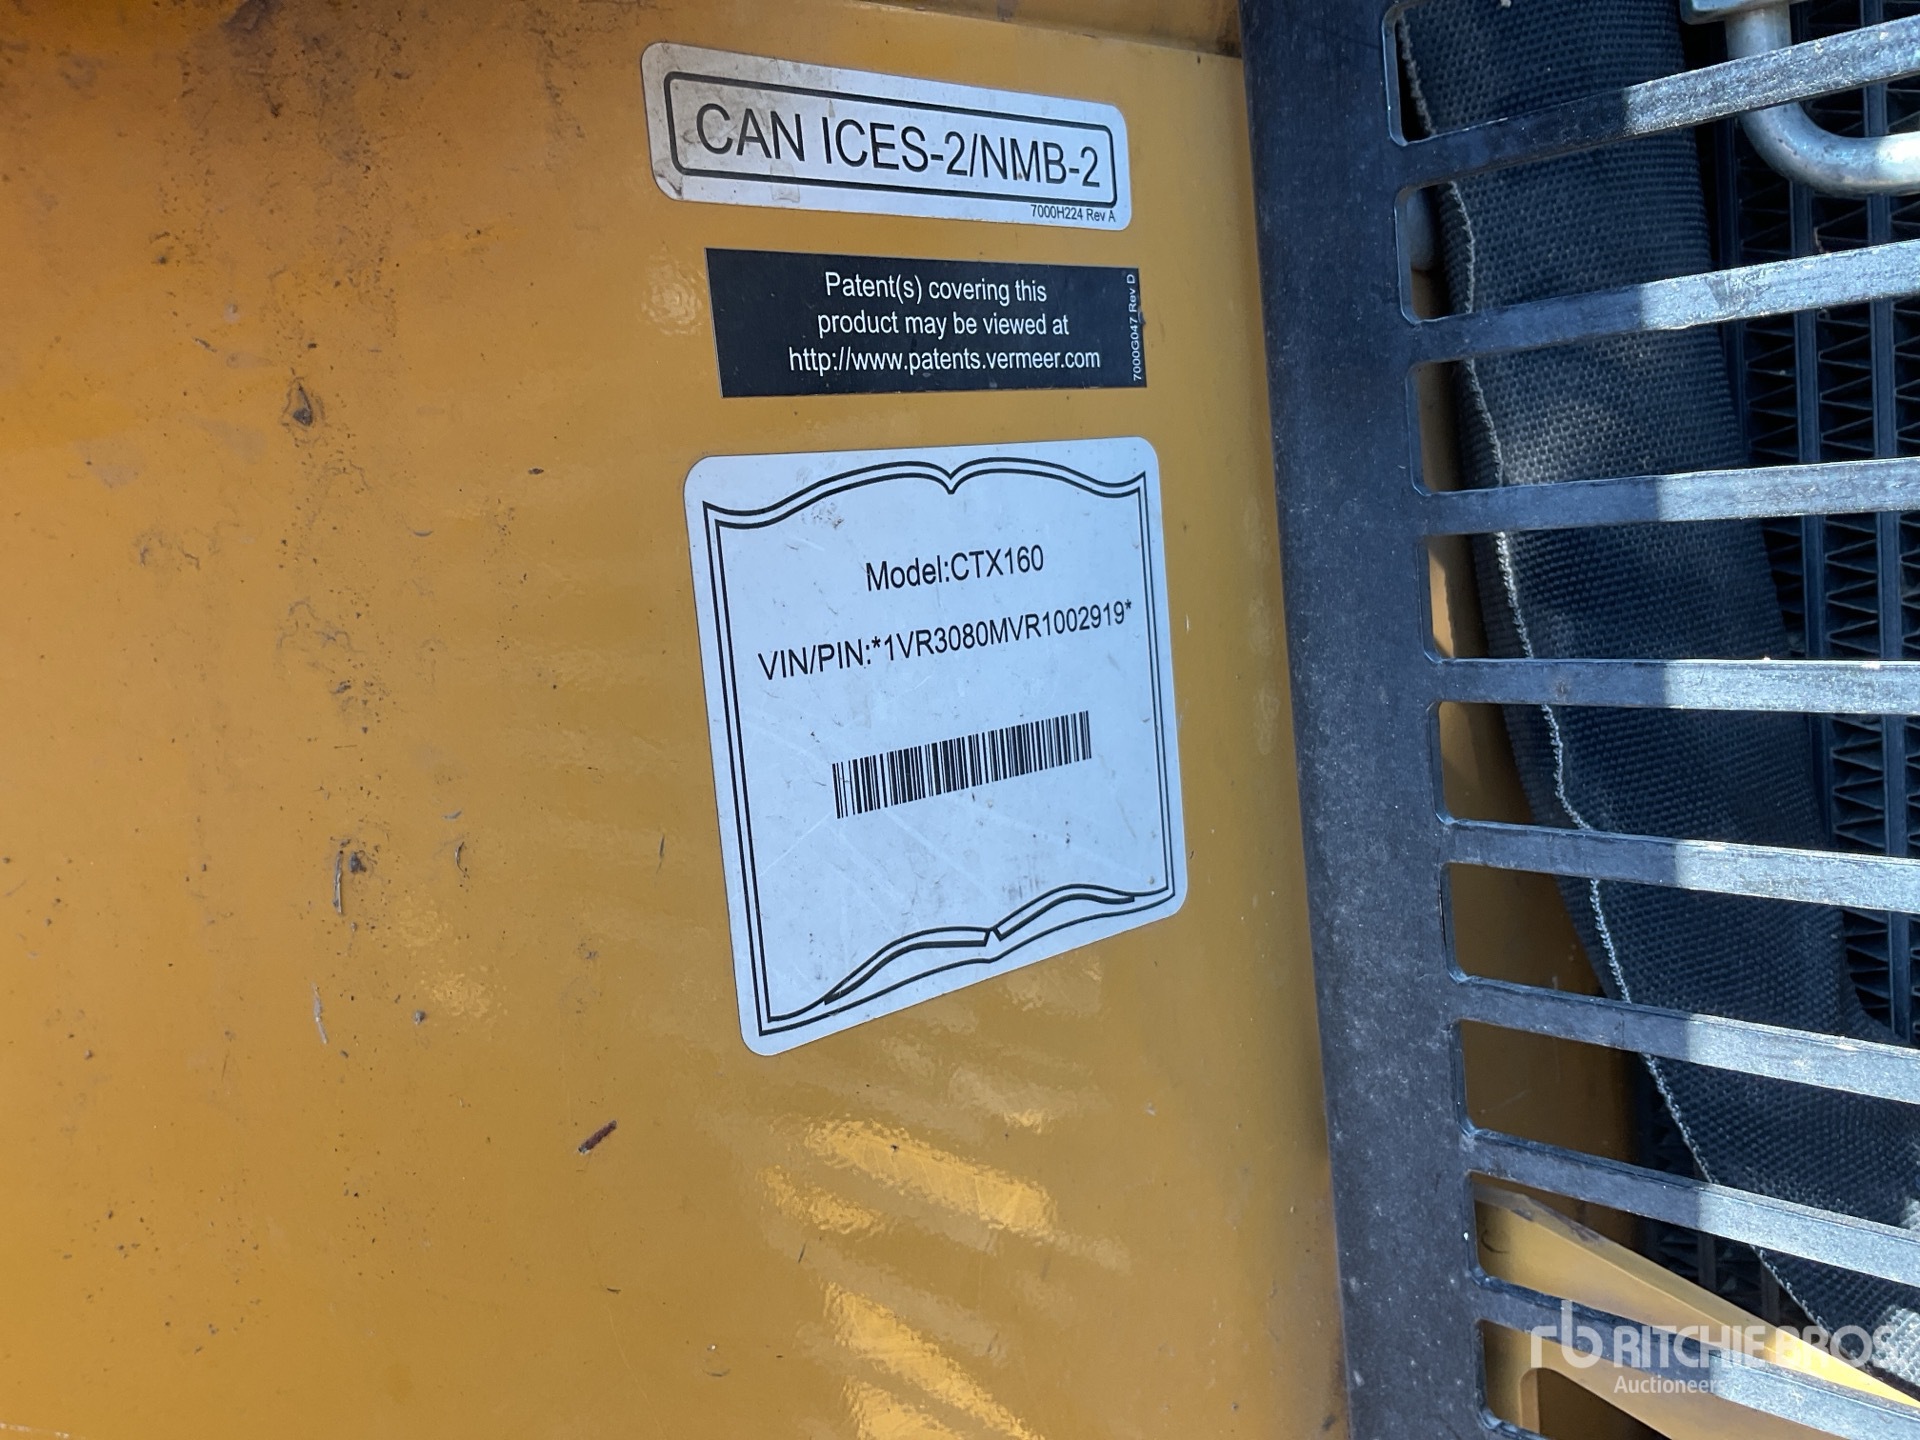 CAN ICES-2/NMB-2
7000H224 Rev A
Patent(s) covering this
product may be viewed at
http://www.patents.vermeer.com
7000G047 Rev D
Model:CTX160
VIN/PIN:*1VR3080MVR1002919*
rb RITCHIE BROS
Auctioneers